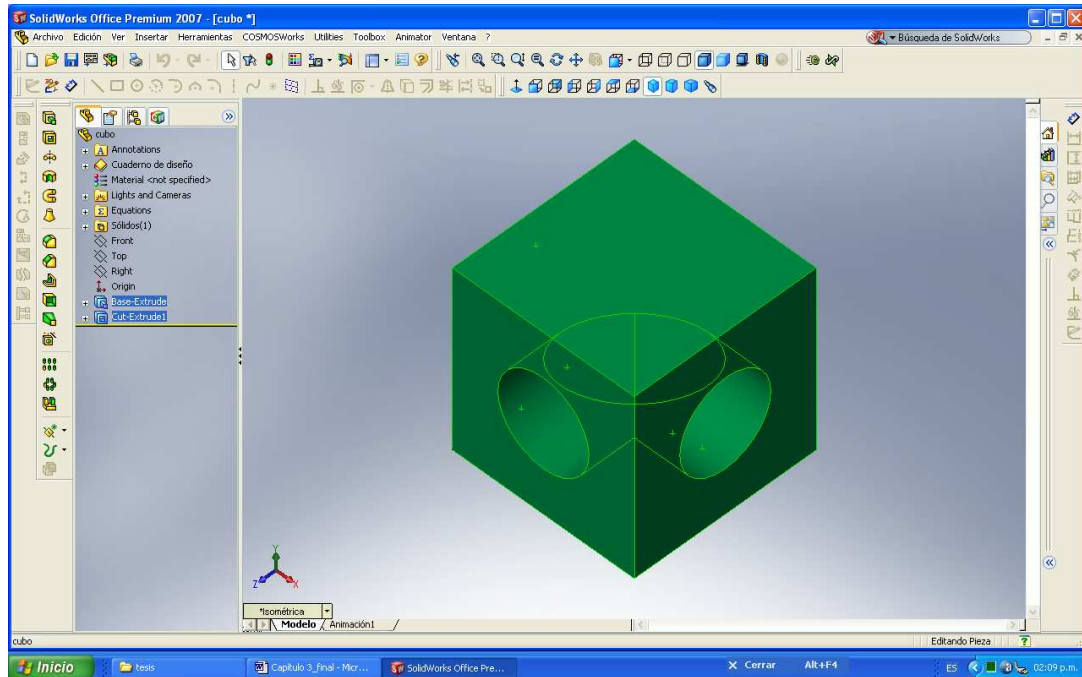 SolidWorks Office Premium 2007 - [cubo *]
Archivo Edición Ver Insertar Herramientas COSMOSWorks Utilities Toolbox Animator Ventana ?
Búsqueda de SolidWorks
cubo
Annotations
Cuaderno de diseño
Material <not specified>
Lights and Cameras
Equations
Sólidos(1)
Front
Top
Right
Origin
Base-Extrude
Cut-Extrude1
Y
Z
X
*Isométrica
Modelo Animación1
cubo
Editando Pieza
Inicio
tesis
Capítulo 3_final - Micr...
SolidWorks Office Pre...
Cerrar Alt+F4
ES
02:09 p.m.